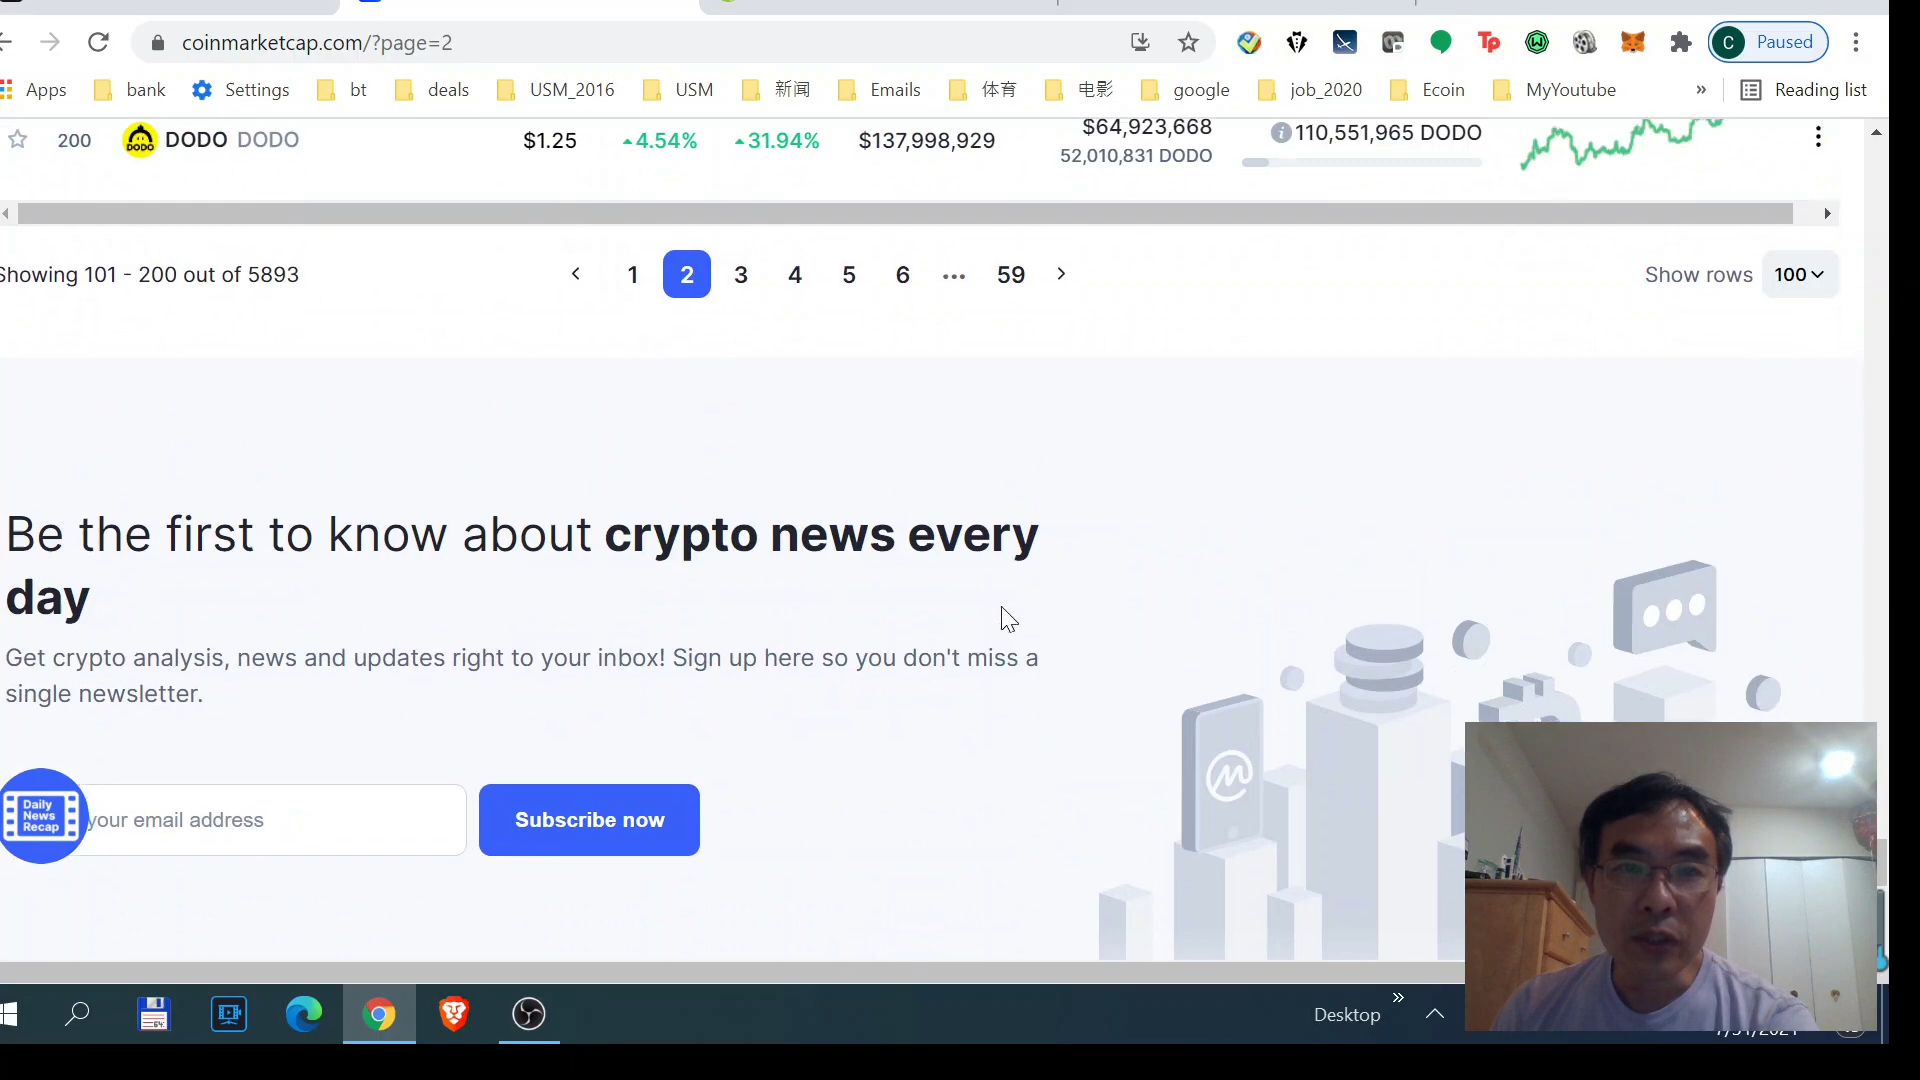 coinmarketcap.com/?page=2
Tp
C Paused
Apps bank Settings bt deals USM_2016 USM 新闻 Emails 体育 电影 google job_2020 Ecoin MyYoutube » Reading list
200 DODO DODO $1.25 4.54% 31.94% $137,998,929 $64,923,668 110,551,965 DODO
52,010,831 DODO
Showing 101 - 200 out of 5893 1 2 3 4 5 6 ... 59 Show rows 100
Be the first to know about crypto news every
day
Get crypto analysis, news and updates right to your inbox! Sign up here so you don't miss a
single newsletter.
Daily
News
Recap
your email address
Subscribe now
Desktop